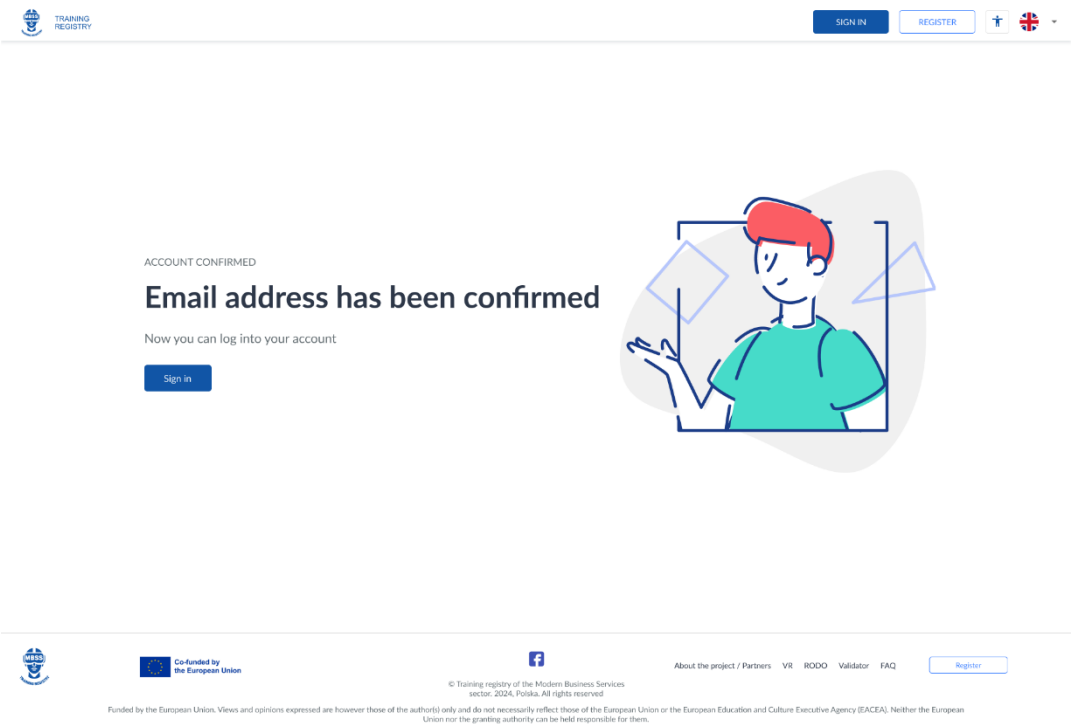 MBSS
TRAINING
REGISTRY
SIGN IN
REGISTER
ACCOUNT CONFIRMED
Email address has been confirmed
Now you can log into your account
Sign in
MBSS
Co-funded by
the European Union
© Training registry of the Modern Business Services
sector. 2024, Polska. All rights reserved
About the project / Partners VR RODO Validator FAQ
Register
Funded by the European Union. Views and opinions expressed are however those of the author(s) only and do not necessarily reflect those of the European Union or the European Education and Culture Executive Agency (EACEA). Neither the European
Union nor the granting authority can be held responsible for them.